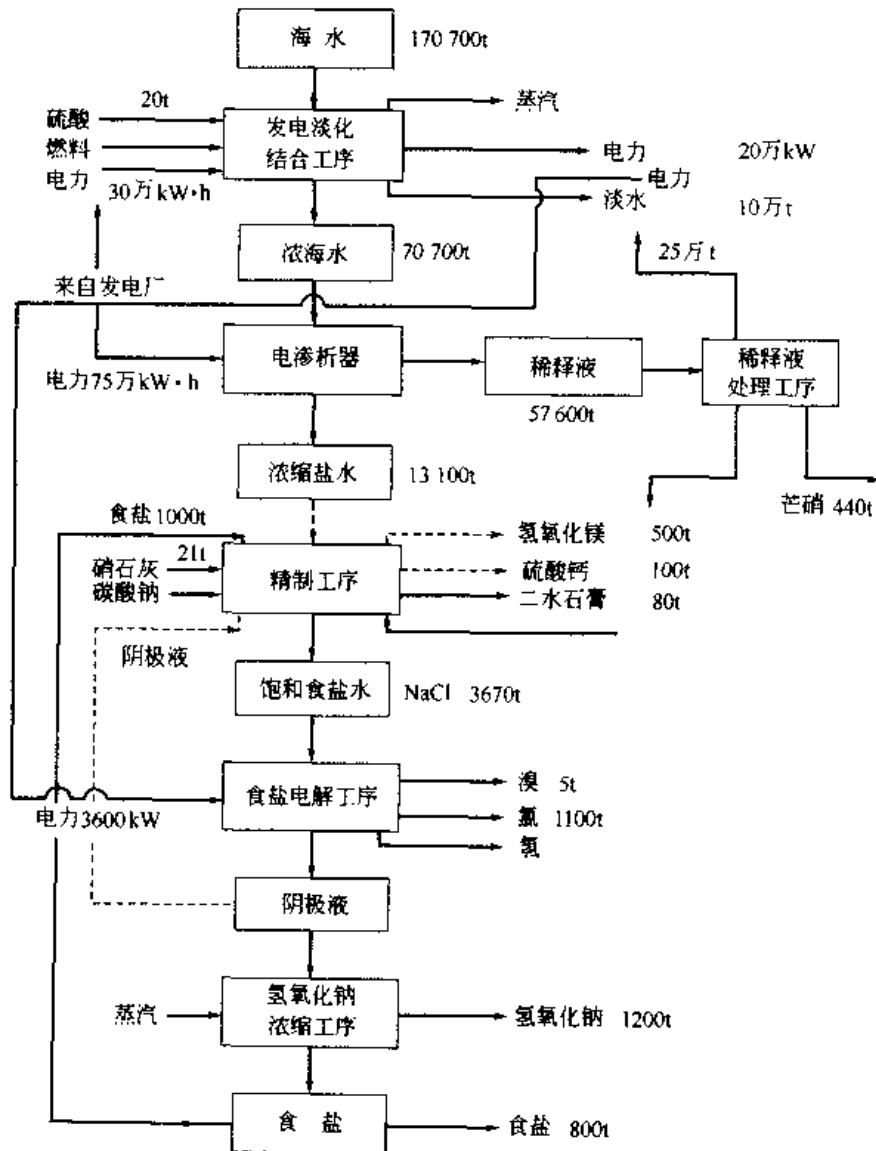 海 水
170 700t
硫酸
20t
燃料
电力
30万kW·h
发电淡化
结合工序
蒸汽
电力
20万kW
电力
淡水
10万t
浓海水
70 700t
25万t
来自发电厂
电力75万kW·h
电渗析器
稀释液
57 600t
稀释液
处理工序
浓缩盐水
13 100t
芒硝 440t
食盐1000t
硝石灰
21t
碳酸钠
精制工序
氢氧化镁
500t
硫酸钙
100t
二水石膏
80t
阴极液
饱和食盐水
NaCl 3670t
食盐电解工序
电力3600kW
溴 5t
氯 1100t
氢
阴极液
蒸汽
氢氧化钠
浓缩工序
氢氧化钠 1200t
食 盐
食盐 800t